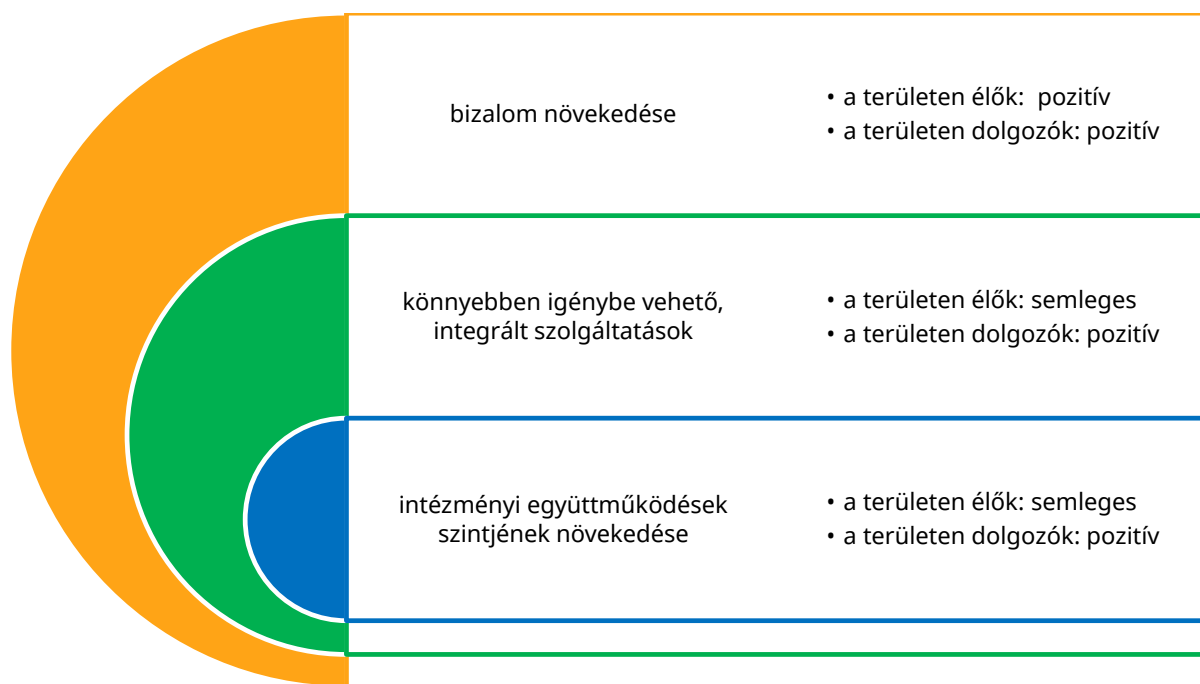 bizalom növekedése
• a területen élők:  pozitív
• a területen dolgozók: pozitív
könnyebben igénybe vehető,
integrált szolgáltatások
• a területen élők: semleges
• a területen dolgozók: pozitív
intézményi együttműködések
szintjének növekedése
• a területen élők: semleges
• a területen dolgozók: pozitív